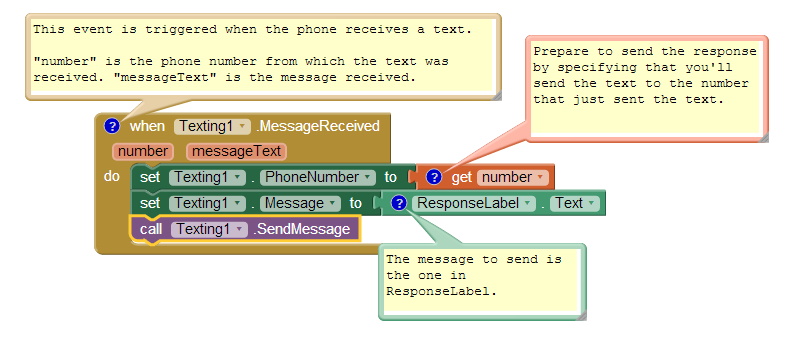 This event is triggered when the phone receives a text.
"number" is the phone number from which the text was
received. "messageText" is the message received.
Prepare to send the response
by specifying that you'll
send the text to the number
that just sent the text.
? when Texting1 .MessageReceived
number messageText
do set Texting1 . PhoneNumber to ? get number
set Texting1 . Message to ? ResponseLabel . Text
call Texting1 .SendMessage
The message to send is
the one in
ResponseLabel.